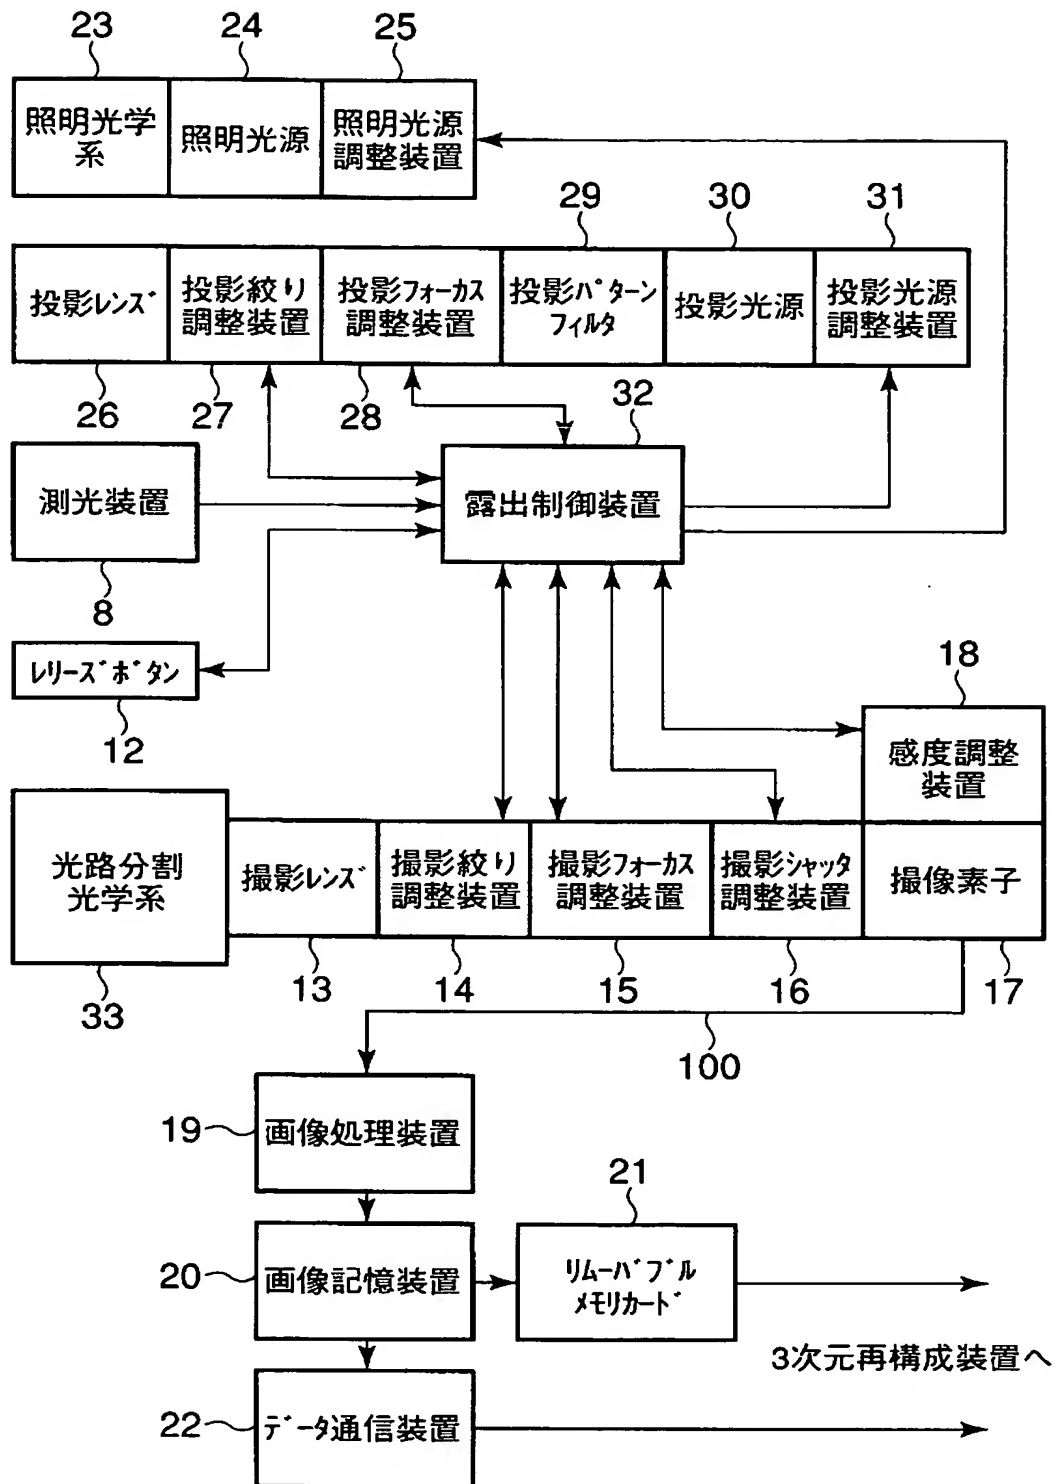 23
24
25
照明光学
系
照明光源
照明光源
調整装置
29
30
31
投影レンズ
投影絞り
調整装置
投影フォーカス
調整装置
投影パターン
フィルタ
投影光源
投影光源
調整装置
26
27
28
32
測光装置
露出制御装置
8
レリーズボタン
12
18
感度調整
装置
光路分割
光学系
撮影レンズ
撮影絞り
調整装置
撮影フォーカス
調整装置
撮影シャッタ
調整装置
撮像素子
33
13
14
15
16
17
100
19
画像処理装置
21
20
画像記憶装置
リムーバブル
メモリカード
3次元再構成装置へ
22
データ通信装置